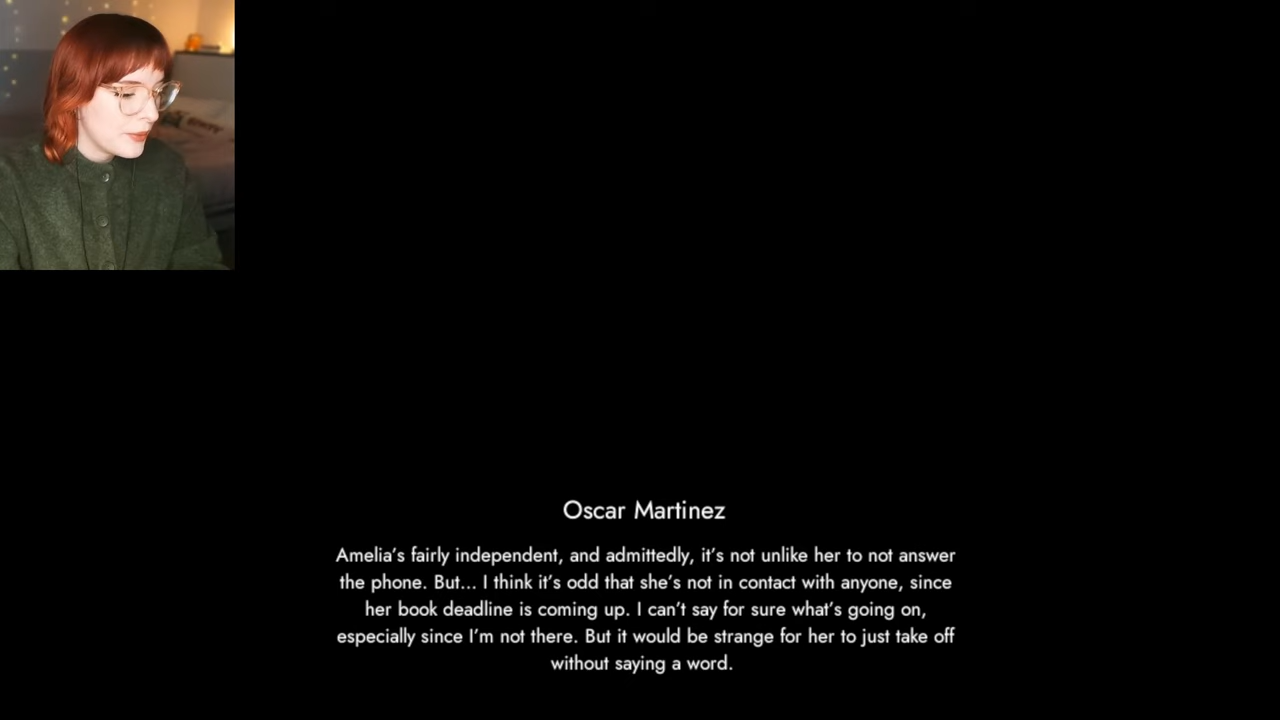 Oscar Martinez
Amelia's fairly independent, and admittedly, it's not unlike her to not answer
the phone. But... I think it's odd that she's not in contact with anyone, since
her book deadline is coming up. I can't say for sure what's going on,
especially since I'm not there. But it would be strange for her to just take off
without saying a word.